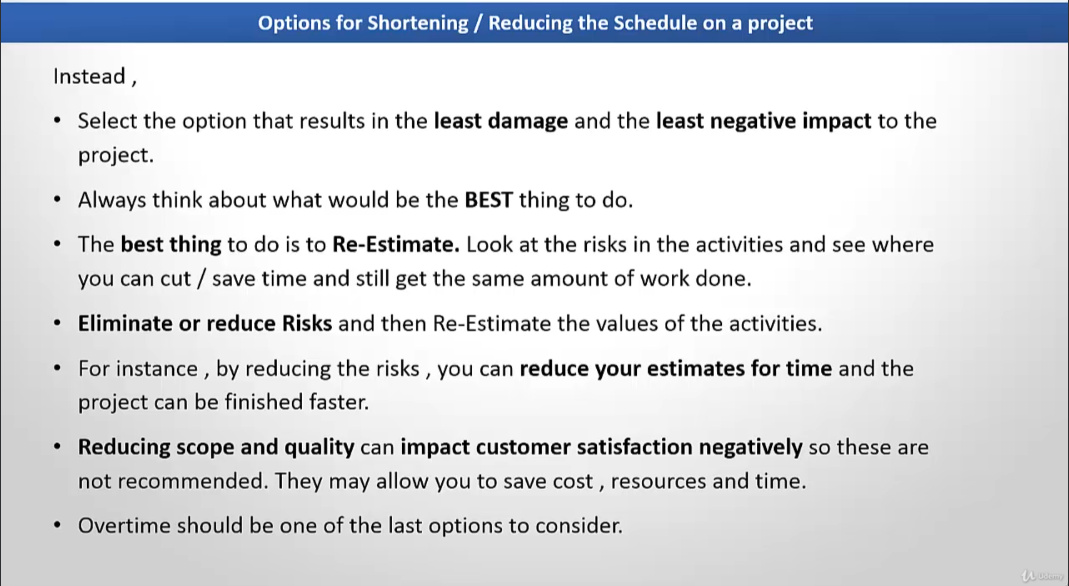 Options for Shortening / Reducing the Schedule on a project
Instead ,
• Select the option that results in the least damage and the least negative impact to the
project.
• Always think about what would be the BEST thing to do.
• The best thing to do is to Re-Estimate. Look at the risks in the activities and see where
you can cut / save time and still get the same amount of work done.
• Eliminate or reduce Risks and then Re-Estimate the values of the activities.
• For instance , by reducing the risks , you can reduce your estimates for time and the
project can be finished faster.
• Reducing scope and quality can impact customer satisfaction negatively so these are
not recommended. They may allow you to save cost , resources and time.
• Overtime should be one of the last options to consider.
Udemy